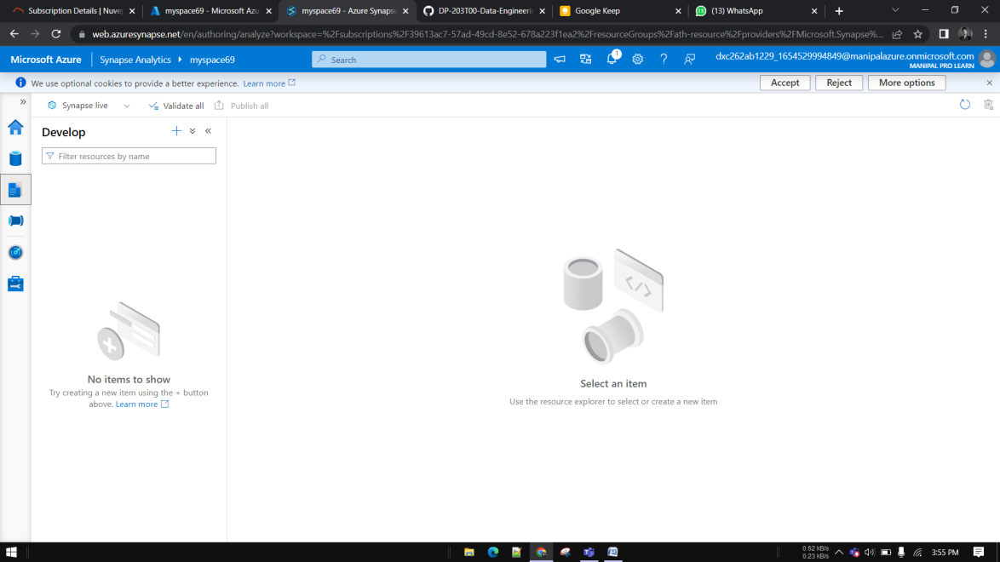 Subscription Details | Nuvep
myspace69 - Microsoft Azu
myspace69 - Azure Synapse
DP-203T00-Data-Engineerin
Google Keep
(13) WhatsApp
web.azuresynapse.net/en/authoring/analyze?workspace=%2Fsubscriptions%2F39613ac7-57ad-49cd-8e52-678a223f1ea2%2FresourceGroups%2Fath-resource%2Fproviders%2FMicrosoft.Synapse%...
Microsoft Azure
Synapse Analytics
myspace69
Search
1
dxc262ab1229_1654529994849@manipalazure.onmicrosoft.com
MANIPAL PRO LEARN
We use optional cookies to provide a better experience. Learn more
Accept
Reject
More options
Synapse live
Validate all
Publish all
Develop
Filter resources by name
No items to show
Try creating a new item using the + button
above. Learn more
Select an item
Use the resource explorer to select or create a new item
0.62 kB/s
0.23 kB/s
3:55 PM